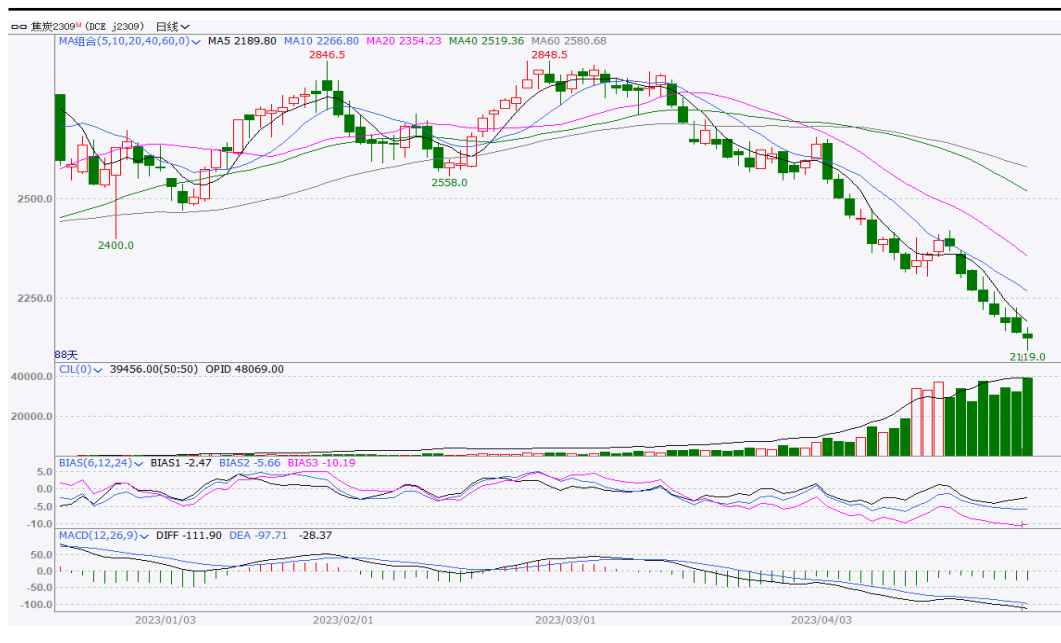 焦炭2309ᴹ (DCE j2309) 日线
MA组合(5,10,20,40,60,0) MA5 2189.80 MA10 2266.80 MA20 2354.23 MA40 2519.36 MA60 2580.68
2846.5 2848.5
2558.0
2500.0
2400.0
2250.0
88天
2119.0
CJL(0) 39456.00(50:50) OPID 48069.00
40000.0
20000.0
BIAS(6,12,24) BIAS1 -2.47 BIAS2 -5.66 BIAS3 -10.19
5.0
0.0
-5.0
-10.0
MACD(12,26,9) DIFF -111.90 DEA -97.71 -28.37
50.0
0.0
-50.0
-100.0
2023/01/03 2023/02/01 2023/03/01 2023/04/03